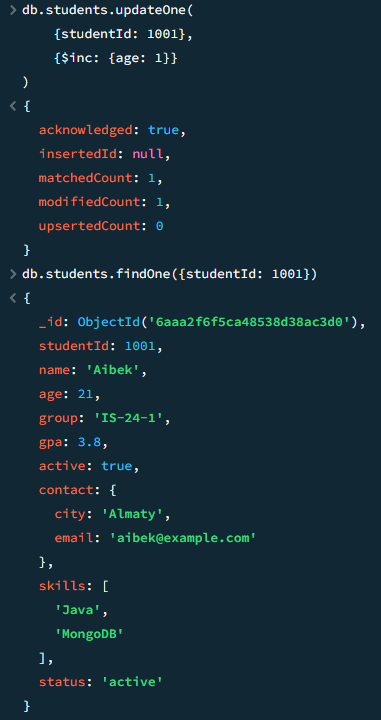 > db.students.updateOne(
{studentId: 1001},
{$inc: {age: 1}}
)
< {
acknowledged: true,
insertedId: null,
matchedCount: 1,
modifiedCount: 1,
upsertedCount: 0
}
> db.students.findOne({studentId: 1001})
< {
_id: ObjectId('6aaa2f6f5ca48538d38ac3d0'),
studentId: 1001,
name: 'Aibek',
age: 21,
group: 'IS-24-1',
gpa: 3.8,
active: true,
contact: {
city: 'Almaty',
email: 'aibek@example.com'
},
skills: [
'Java',
'MongoDB'
],
status: 'active'
}